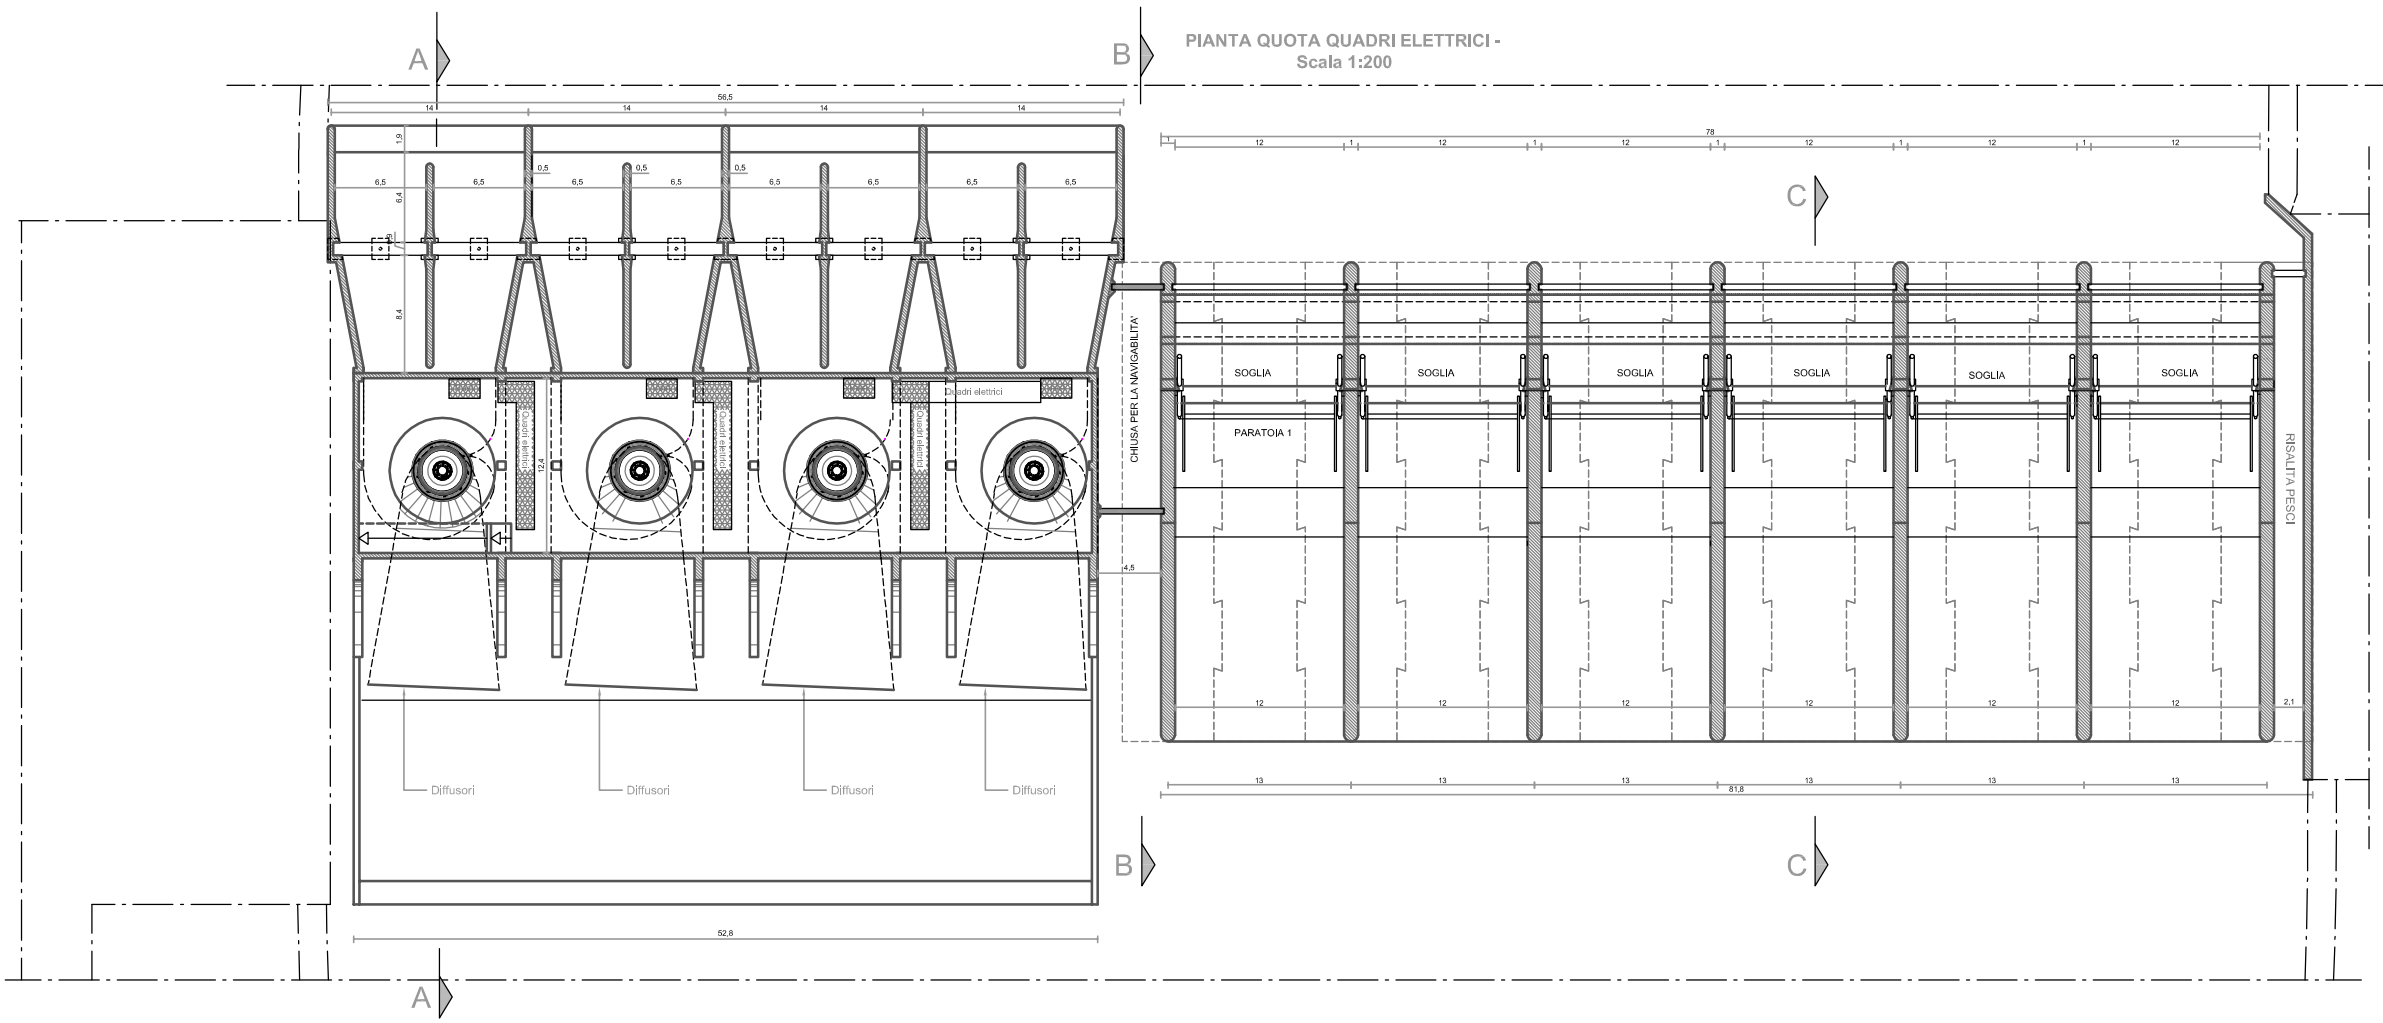 PIANTA QUOTA QUADRI ELETTRICI -
Scala 1:200
A
B
56,5
14
14
14
14
78
1
12
1
12
1
12
1
12
1
12
1
12
1,9
0,5
0,5
0,5
6,5
6,5
6,5
6,5
6,5
6,5
6,5
6,5
6,4
C
8,4
CHIUSA PER LA NAVIGABILITA'
SOGLIA
SOGLIA
SOGLIA
SOGLIA
SOGLIA
SOGLIA
Quadri elettrici
Quadri elettrici
Quadri elettrici
Quadri elettrici
12,4
PARATOIA 1
RISALITA PESCI
4,5
12
12
12
12
12
12
2,1
Diffusori
Diffusori
Diffusori
Diffusori
13
13
13
13
13
13
81,8
B
C
52,8
A